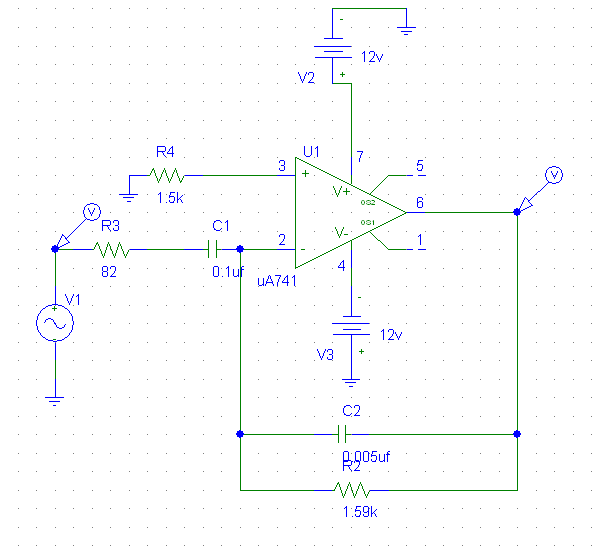 -
12v
V2
+
R4
U1
7
3
5
+
1.5k
V+
OS2
V
V
R3
C1
6
OS1
2
V-
1
-
82
0.1uf
4
uA741
V1
+
-
-
12v
V3
+
C2
0.005uf
R2
1.59k